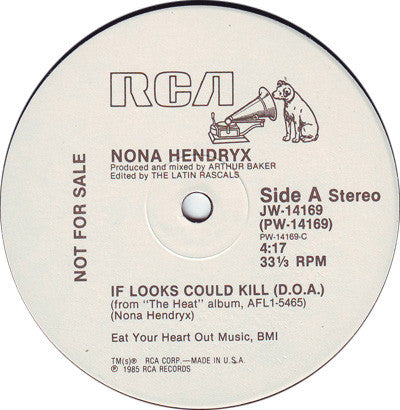 RCA
NOT FOR SALE
NONA HENDRYX
Produced and mixed by ARTHUR BAKER
Edited by THE LATIN RASCALS
Side A Stereo
JW-14169
(PW-14169)
PW-14169-C
4:17
33⅓ RPM
IF LOOKS COULD KILL (D.O.A.)
(from "The Heat" album, AFL1-5465)
(Nona Hendryx)
Eat Your Heart Out Music, BMI
TM(s)® RCA CORP.—MADE IN U.S.A.
℗ 1985 RCA RECORDS